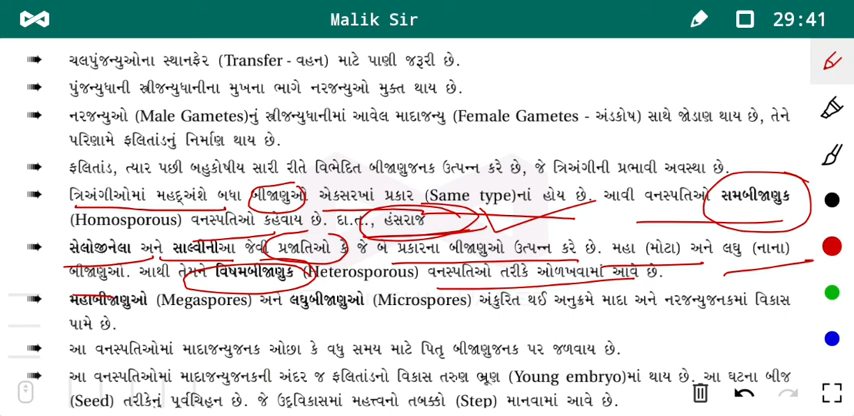 Malik Sir
29:41
ચલપુંજન્યુઓના સ્થાનફેર (Transfer - વહન) માટે પાણી જરૂરી છે.
પુંજન્યુધાની સ્ત્રીજન્યુધાનીના મુખના ભાગે નરજન્યુઓ મુક્ત થાય છે.
નરજન્યુઓ (Male Gametes)નું સ્ત્રીજન્યુધાનીમાં આવેલ માદાજન્યુ (Female Gametes - અંડકોષ) સાથે જોડાણ થાય છે, તેને
પરિણામે ફલિતાંડનું નિર્માણ થાય છે.
ફલિતાંડ, ત્યાર પછી બહુકોષીય સારી રીતે વિભેદિત બીજાણુજનક ઉત્પન્ન કરે છે, જે ત્રિઅંગીની પ્રભાવી અવસ્થા છે.
ત્રિઅંગીઓમાં મહદ્અંશે બધા બીજાણુઓ એકસરખાં પ્રકાર (Same type)નાં હોય છે. આવી વનસ્પતિઓ સમબીજાણુક
(Homosporous) વનસ્પતિઓ કહેવાય છે. દા.ત., હંસરાજ
સેલોજીનેલા અને સાલ્વીનીઆ જેવી પ્રજાતિઓ કે જે બે પ્રકારના બીજાણુઓ ઉત્પન્ન કરે છે. મહા (મોટા) અને લઘુ (નાના)
બીજાણુઓ. આથી તેમને વિષમબીજાણુક (Heterosporous) વનસ્પતિઓ તરીકે ઓળખવામાં આવે છે.
મહાબીજાણુઓ (Megaspores) અને લઘુબીજાણુઓ (Microspores) અંકુરિત થઈ અનુક્રમે માદા અને નરજન્યુજનકમાં વિકાસ
પામે છે.
આ વનસ્પતિઓમાં માદાજન્યુજનક ઓછા કે વધુ સમય માટે પિતૃ બીજાણુજનક પર જળવાય છે.
આ વનસ્પતિઓમાં માદાજન્યુજનકની અંદર જ ફલિતાંડનો વિકાસ તરુણ ભ્રૂણ (Young embryo)માં થાય છે. આ ઘટના બીજ
(Seed) તરીકેનું પૂર્વચિહ્ન છે. જે ઉદ્દવિકાસમાં મહત્ત્વનો તબક્કો (Step) માનવામાં આવે છે.